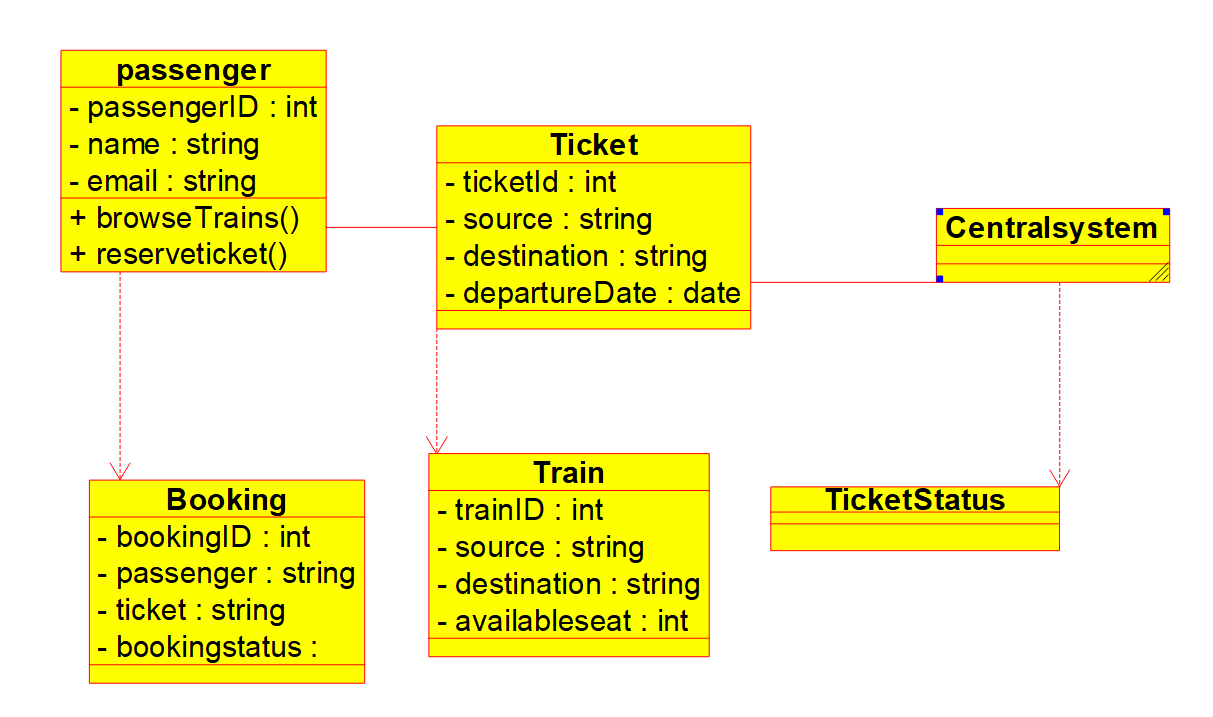 passenger
- passengerID : int
- name : string
- email : string
+ browseTrains()
+ reserveticket()
Ticket
- ticketId : int
- source : string
- destination : string
- departureDate : date
Centralsystem
Booking
- bookingID : int
- passenger : string
- ticket : string
- bookingstatus :
Train
- trainID : int
- source : string
- destination : string
- availableseat : int
TicketStatus